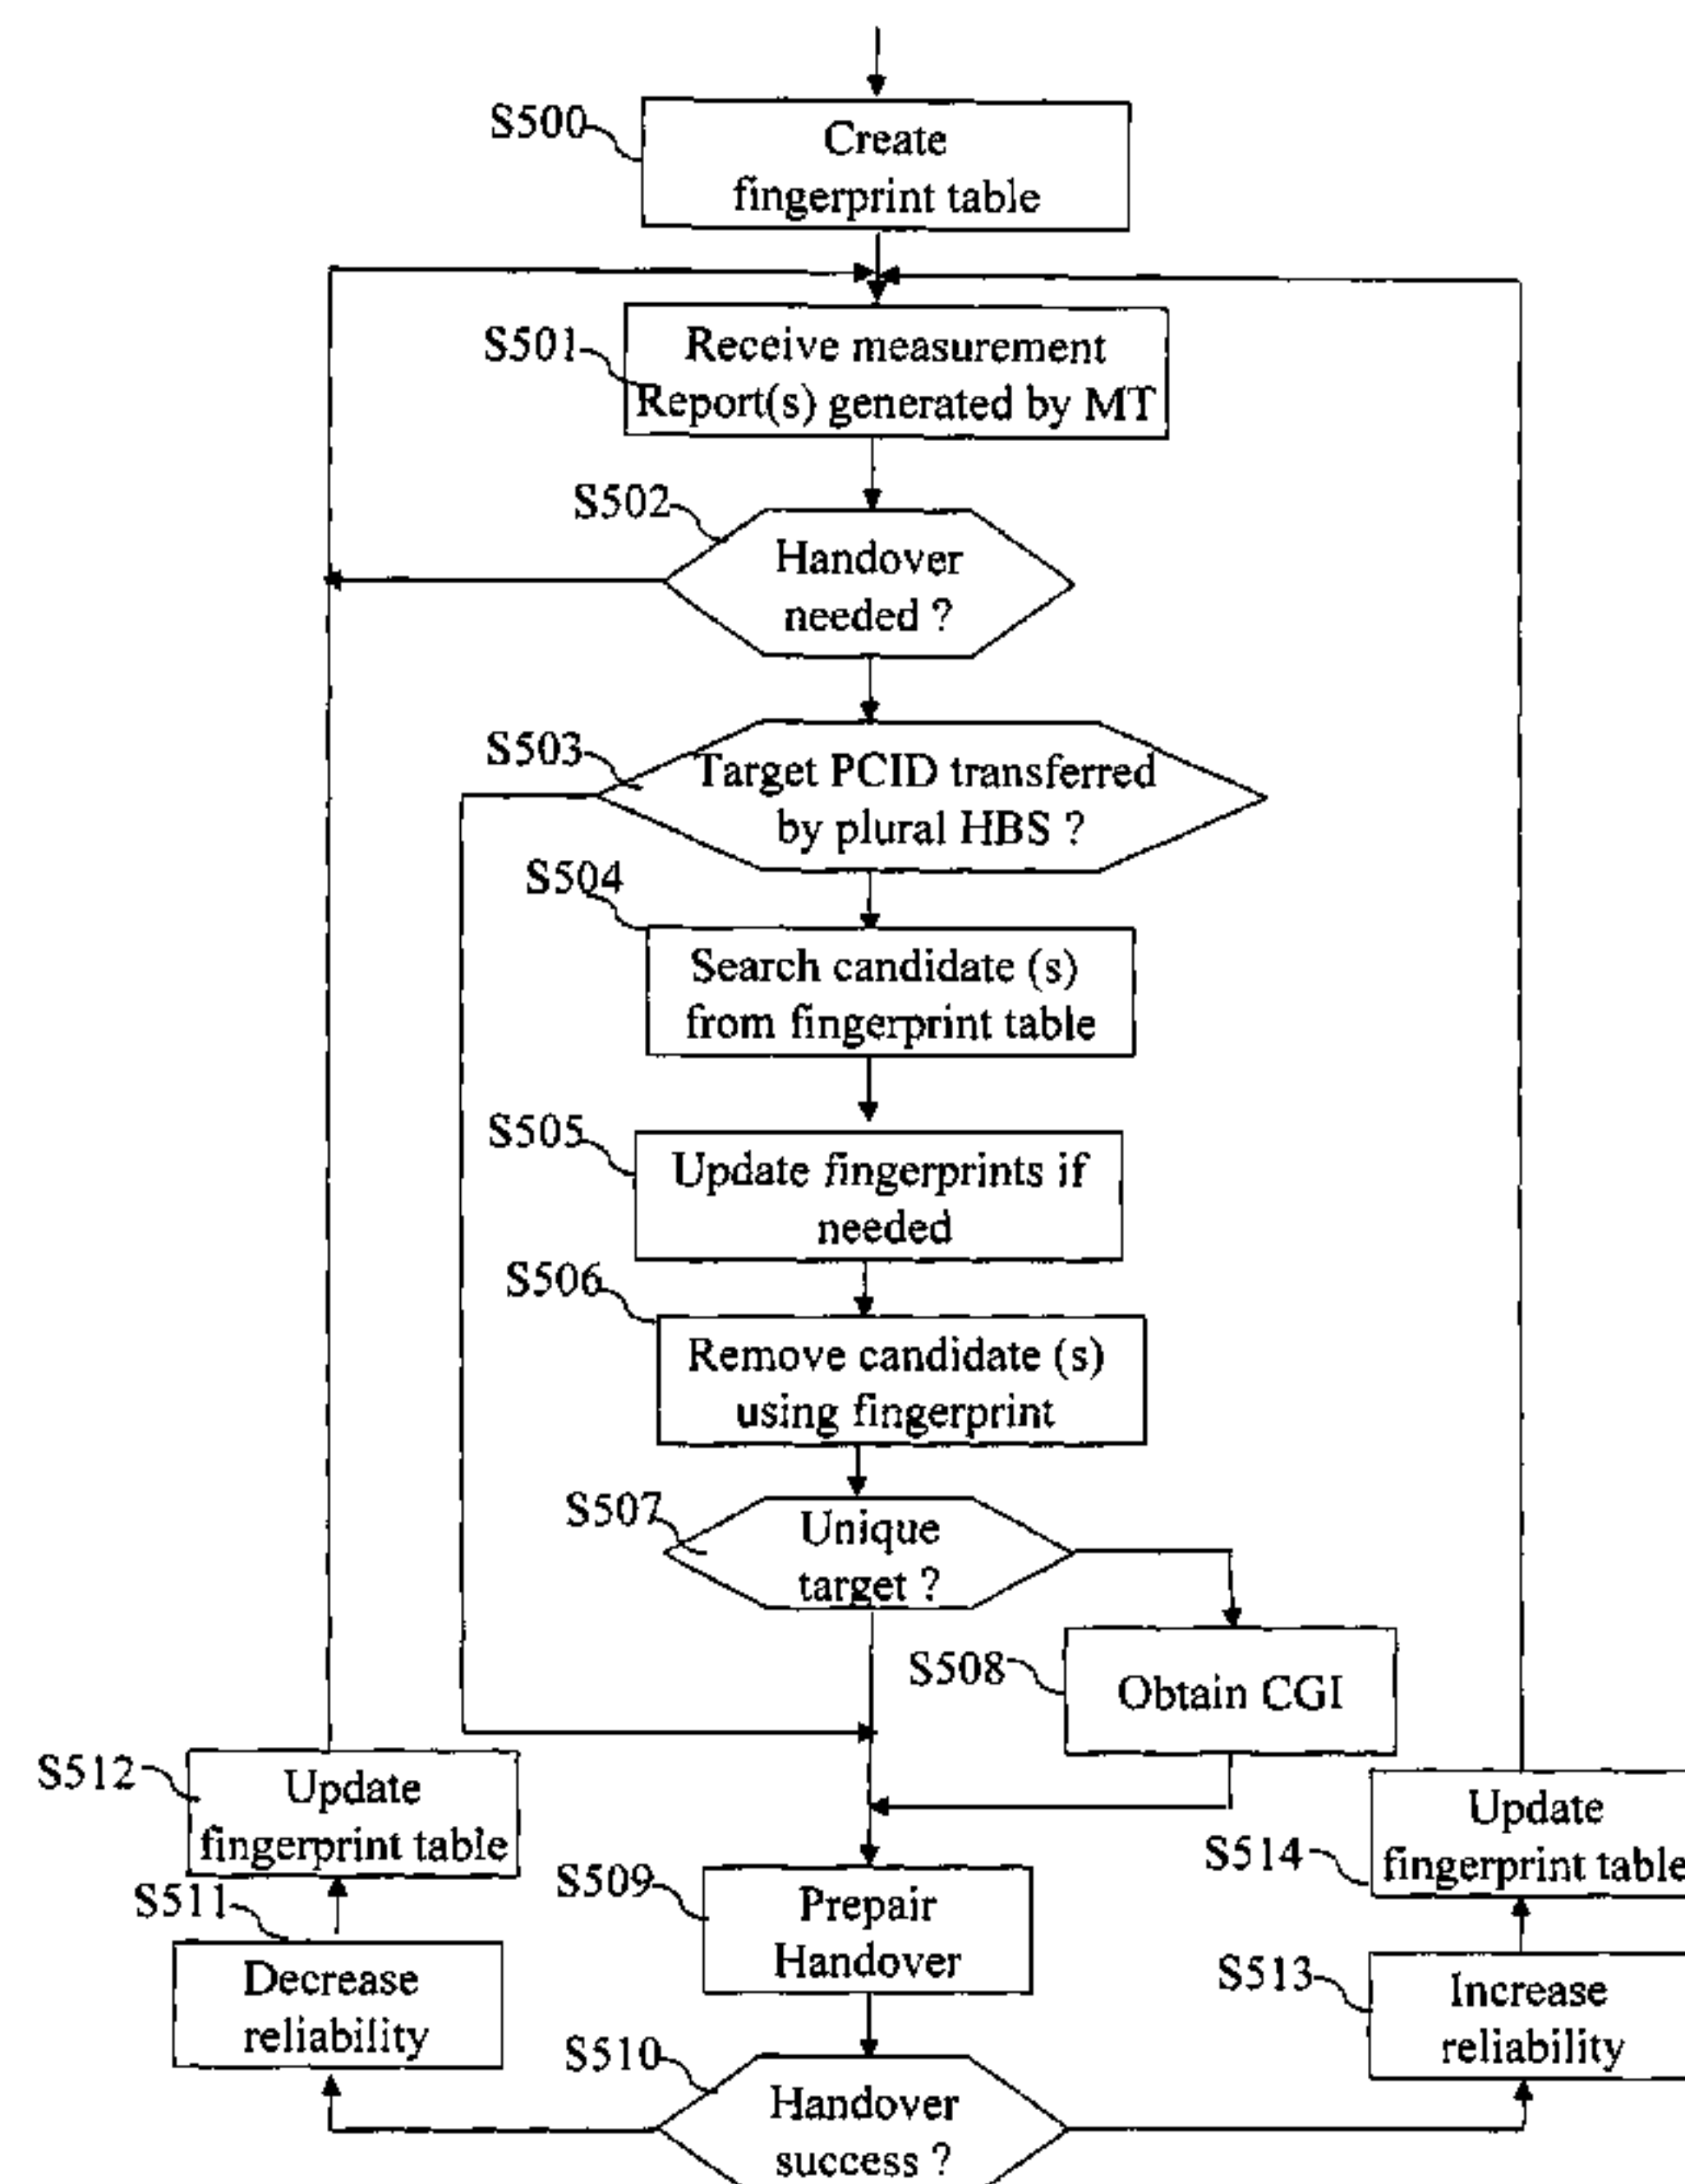 S500
Create
fingerprint table
S501
Receive measurement
Report(s) generated by MT
S502
Handover
needed ?
S503
Target PCID transferred
by plural HBS ?
S504
Search candidate (s)
from fingerprint table
S505
Update fingerprints if
needed
S506
Remove candidate (s)
using fingerprint
S507
Unique
target ?
S508
Obtain CGI
S512
Update
fingerprint table
S514
Update
fingerprint table
S509
Prepair
Handover
S511
Decrease
reliability
S513
Increase
reliability
S510
Handover
success ?